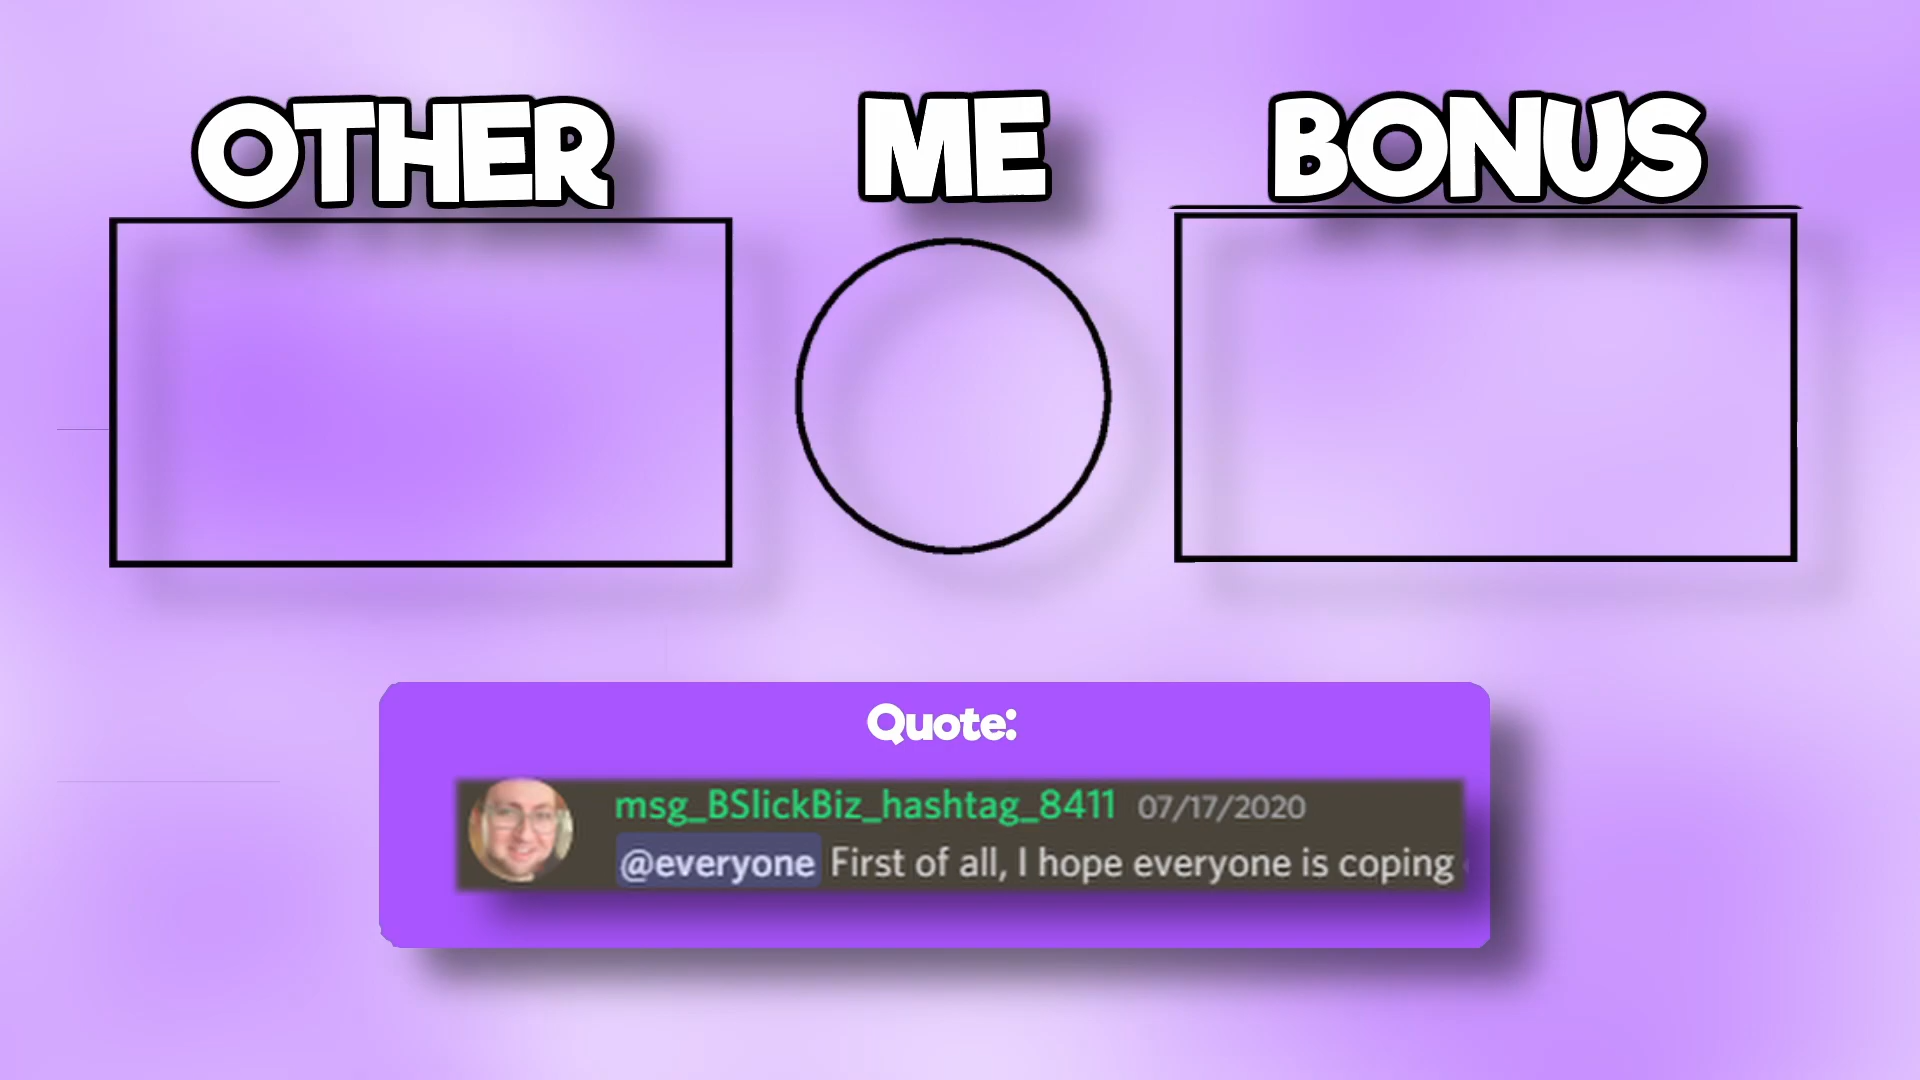 OTHER
ME
BONUS
Quote:
msg_BSlickBiz_hashtag_8411 07/17/2020
@everyone First of all, I hope everyone is coping